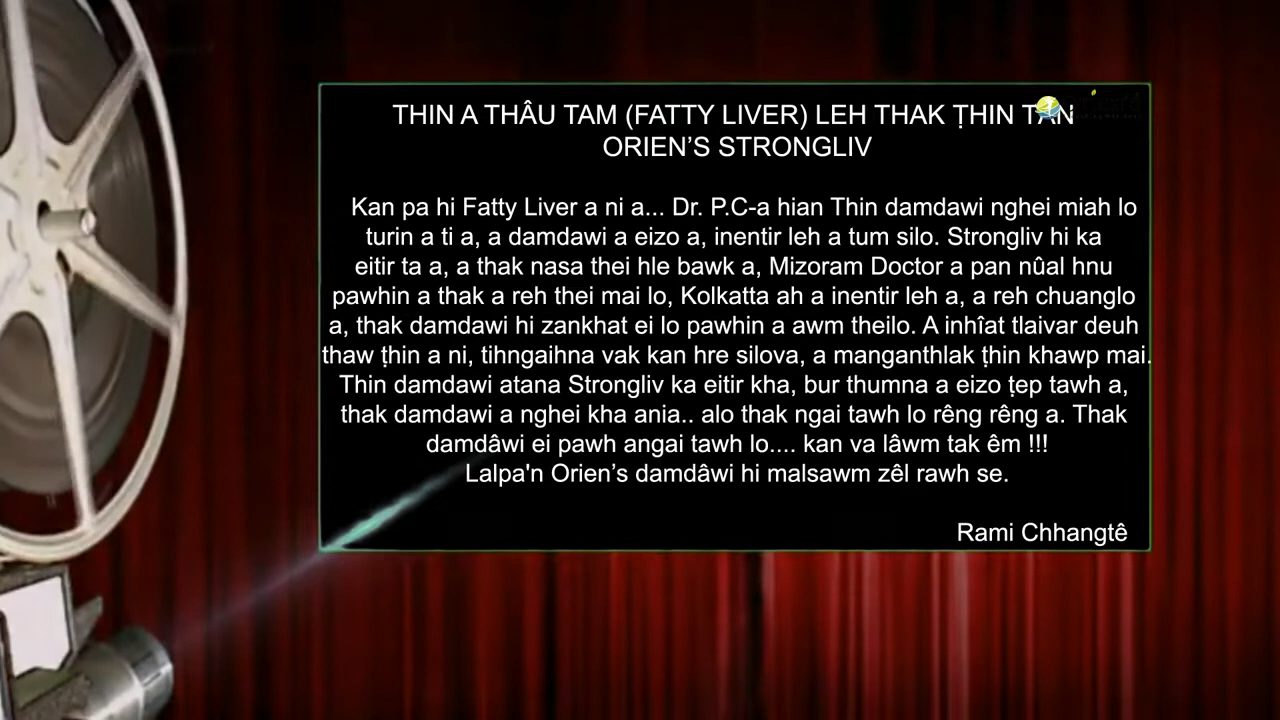 THIN A THÂU TAM (FATTY LIVER) LEH THAK ṬHIN TÂN
ORIEN’S STRONGLIV
Kan pa hi Fatty Liver a ni a... Dr. P.C-a hian Thin damdawi nghei miah lo
turin a ti a, a damdawi a eizo a, inentir leh a tum silo. Strongliv hi ka
eitir ta a, a thak nasa thei hle bawk a, Mizoram Doctor a pan nûal hnu
pawhin a thak a reh thei mai lo, Kolkatta ah a inentir leh a, a reh chuanglo
a, thak damdawi hi zankhat ei lo pawhin a awm theilo. A inhîat tlaivar deuh
thaw ṭhin a ni, tihngaihna vak kan hre silova, a manganthlak ṭhin khawp mai.
Thin damdawi atana Strongliv ka eitir kha, bur thumna a eizo ṭep tawh a,
thak damdawi a nghei kha ania.. alo thak ngai tawh lo rêng rêng a. Thak
damdâwi ei pawh angai tawh lo.... kan va lâwm tak êm !!!
Lalpa'n Orien’s damdâwi hi malsawm zêl rawh se.
Rami Chhangtê